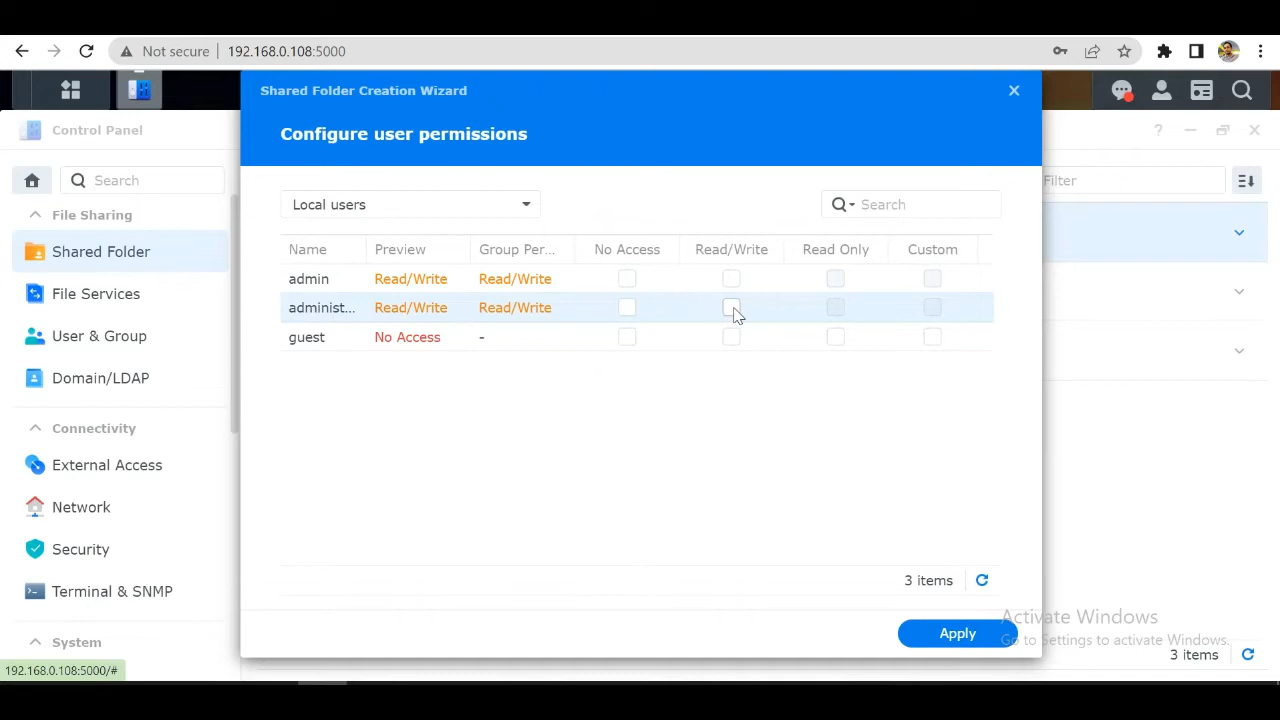 Not secure 192.168.0.108:5000
Shared Folder Creation Wizard
Control Panel
Configure user permissions
Search
Local users
Search
Filter
File Sharing
Shared Folder
File Services
User & Group
Domain/LDAP
Connectivity
External Access
Network
Security
Terminal & SNMP
System
Name Preview Group Per... No Access Read/Write Read Only Custom
admin Read/Write Read/Write
administ... Read/Write Read/Write
guest No Access -
3 items
Apply
Activate Windows
Go to Settings to activate Windows.
3 items
192.168.0.108:5000/#